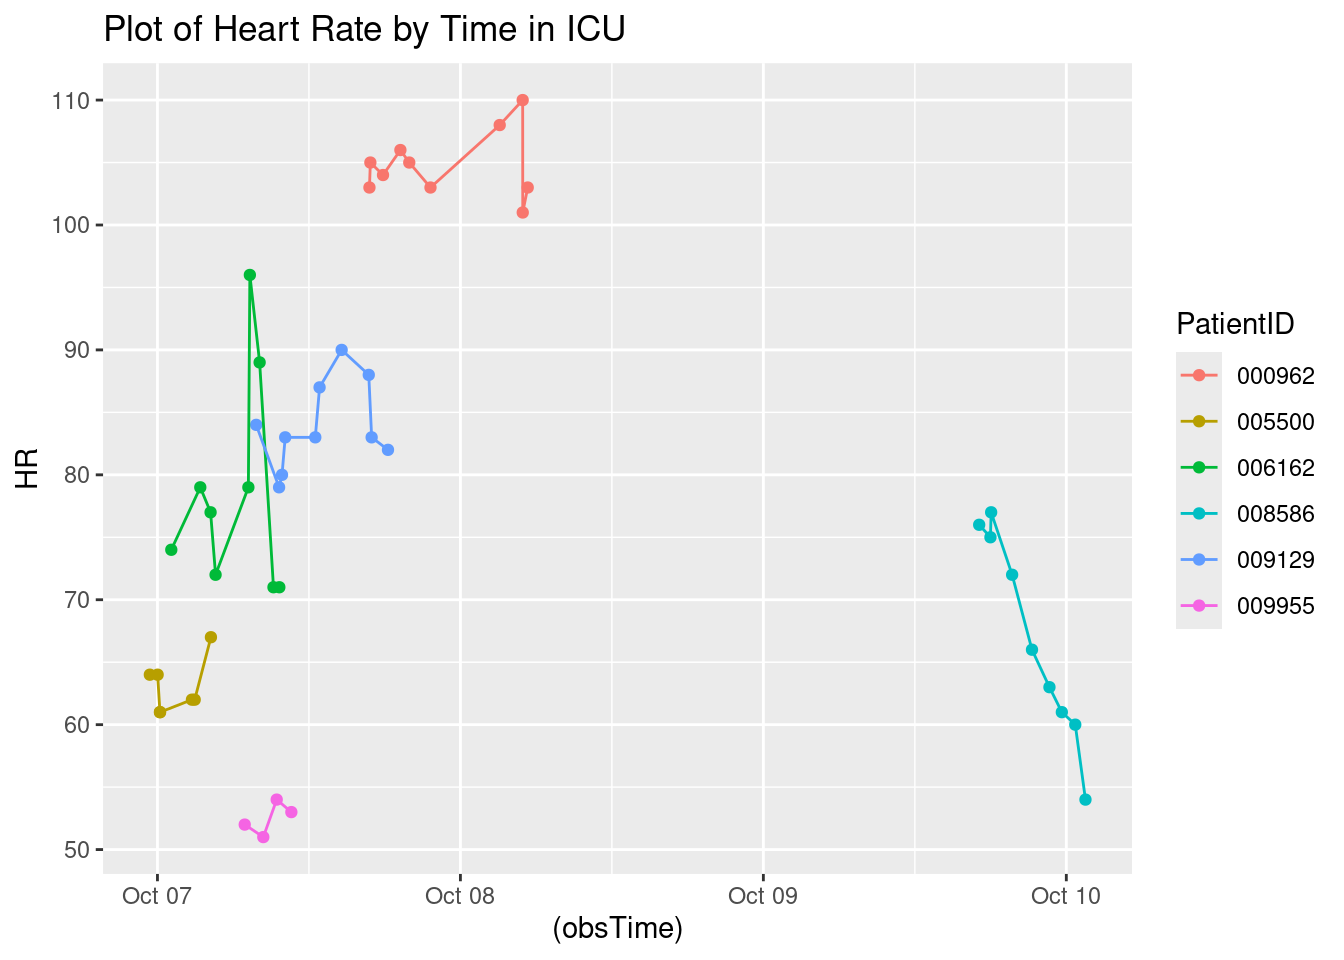 Plot of Heart Rate by Time in ICU
110
100
90
80
70
60
50
HR
Oct 07
Oct 08
Oct 09
Oct 10
(obsTime)
PatientID
000962
005500
006162
008586
009129
009955